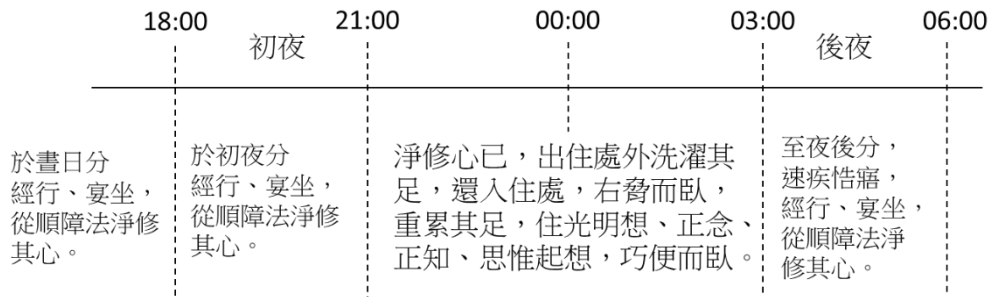 18:00 21:00 00:00 03:00 06:00
初夜 後夜
於晝日分
經行、宴坐，
從順障法淨修
其心。
於初夜分
經行、宴坐，
從順障法淨修
其心。
淨修心已，出住處外洗濯其
足，還入住處，右脅而臥，
重累其足，住光明想、正念、
正知、思惟起想，巧便而臥。
至夜後分，
速疾悎寤，
經行、宴坐，
從順障法淨
修其心。